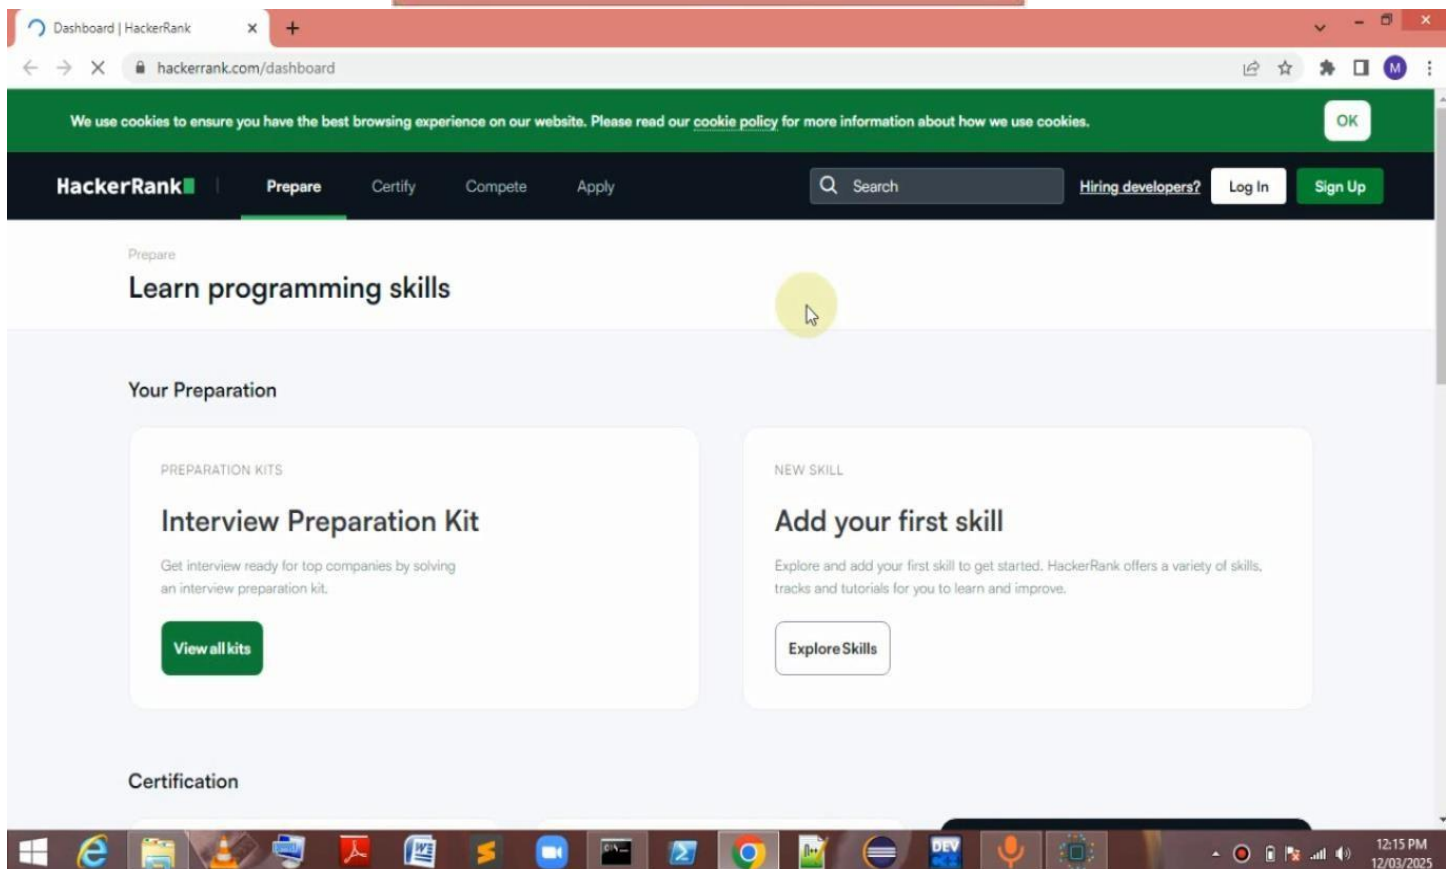 Dashboard | HackerRank
hackerrank.com/dashboard
M
We use cookies to ensure you have the best browsing experience on our website. Please read our cookie policy for more information about how we use cookies.
OK
HackerRank
Prepare
Certify
Compete
Apply
Search
Hiring developers?
Log In
Sign Up
Prepare
Learn programming skills
Your Preparation
PREPARATION KITS
Interview Preparation Kit
Get interview ready for top companies by solving
an interview preparation kit.
View all kits
NEW SKILL
Add your first skill
Explore and add your first skill to get started. HackerRank offers a variety of skills,
tracks and tutorials for you to learn and improve.
Explore Skills
Certification
DEV
12:15 PM
12/03/2025